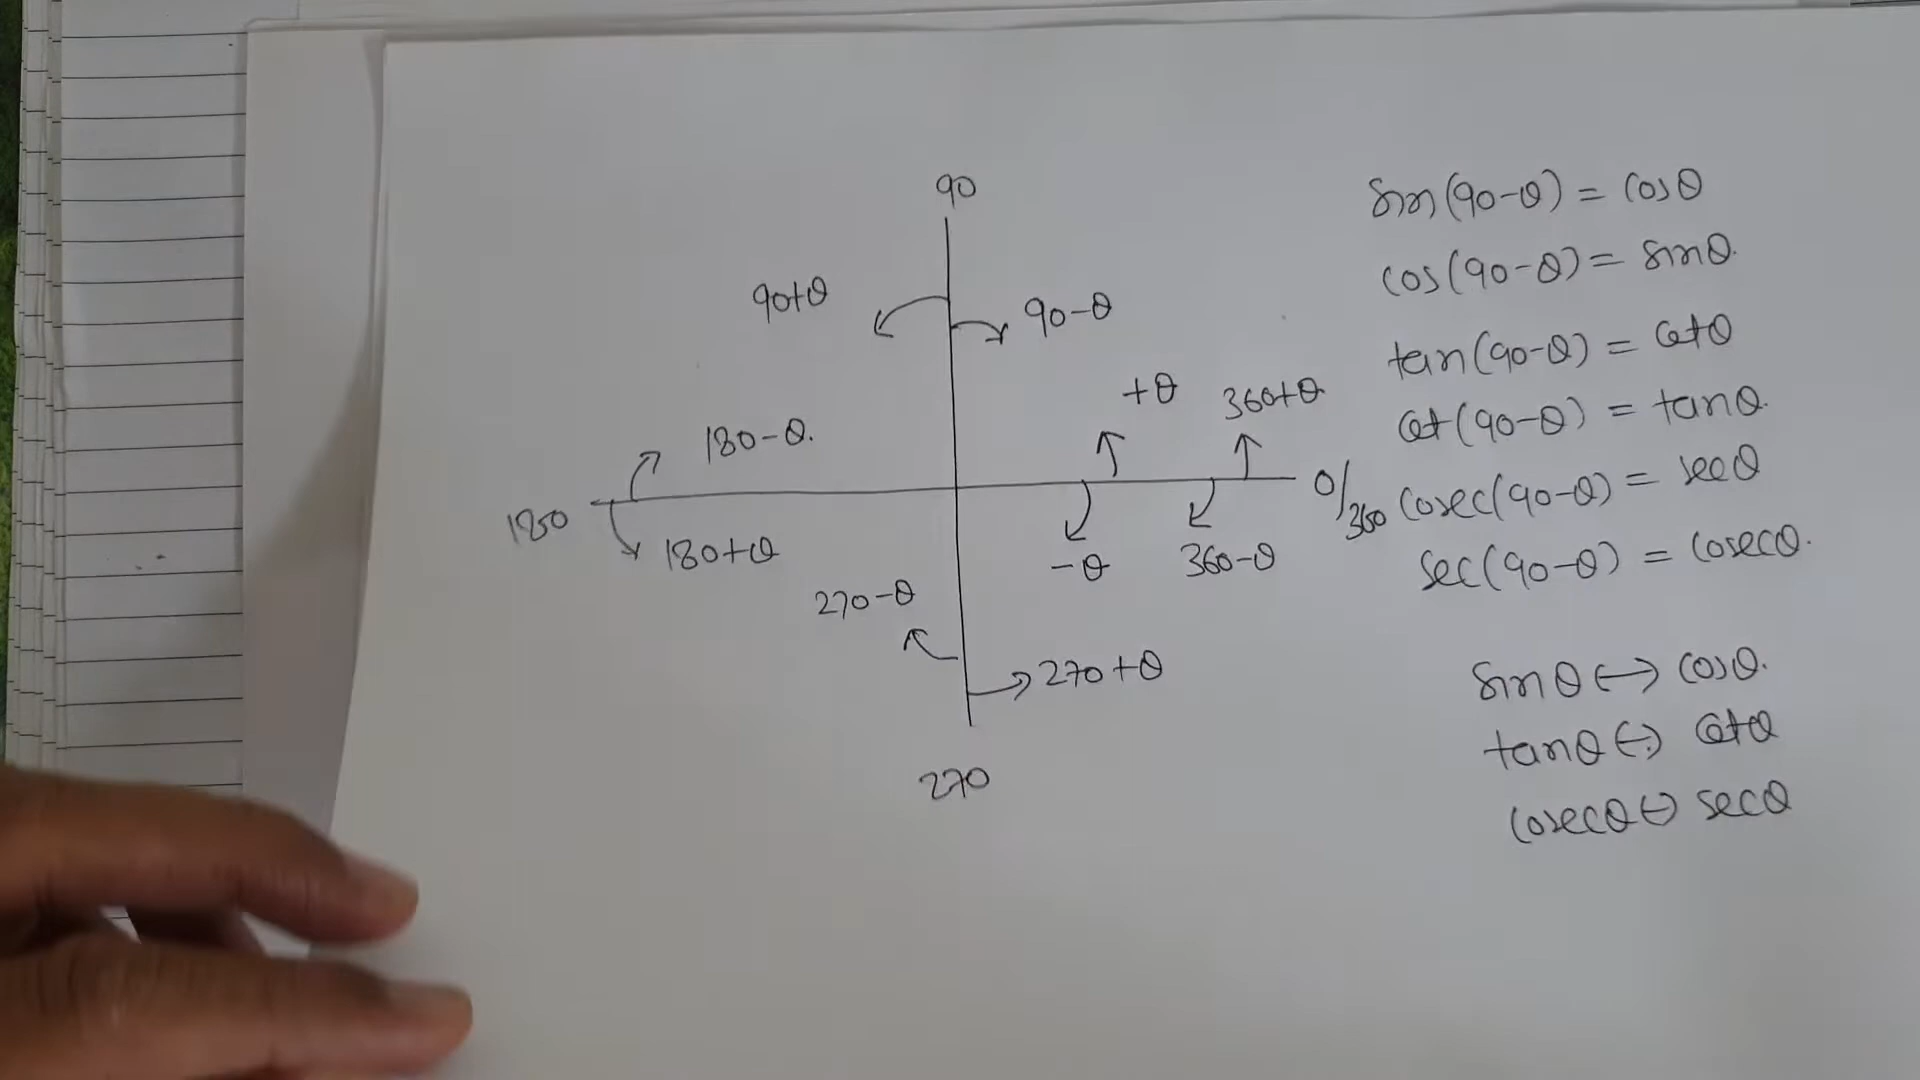 90
90+θ
90-θ
+θ
360+θ
180-θ.
180
180+θ
0/360
-θ
360-θ
270-θ
270+θ
270
sin(90-θ) = cosθ
cos(90-θ) = sinθ.
tan(90-θ) = cotθ
cot(90-θ) = tanθ.
cosec(90-θ) = secθ
sec(90-θ) = cosecθ.
sinθ ↔ cosθ.
tanθ ↔ cotθ
cosecθ ↔ secθ